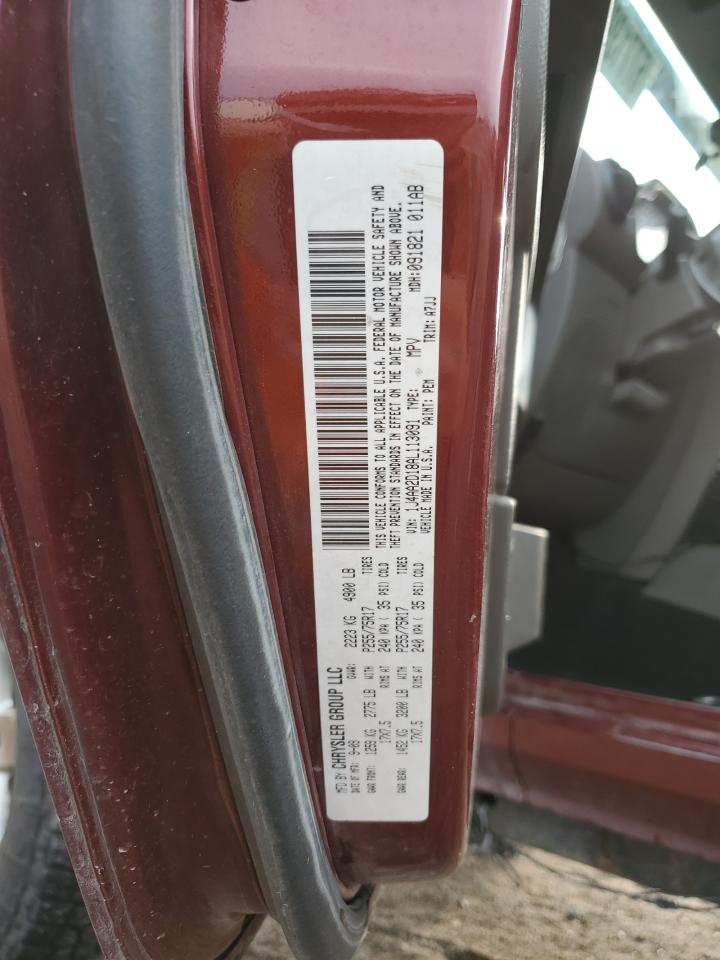 MFD BY CHRYSLER GROUP LLC
DATE OF MFR: 9-09 GVWR: 2223 KG 4900 LB
GAWR FRONT: 1259 KG 2775 LB WITH P255/75R17 TIRES
17X7.5 RIMS AT 240 KPA ( 35 PSI) COLD
GAWR REAR: 1452 KG 3200 LB WITH P255/75R17 TIRES
17X7.5 RIMS AT 240 KPA ( 35 PSI) COLD
THIS VEHICLE CONFORMS TO ALL APPLICABLE U.S.A. FEDERAL MOTOR VEHICLE SAFETY AND
THEFT PREVENTION STANDARDS IN EFFECT ON THE DATE OF MANUFACTURE SHOWN ABOVE.
VIN: 1J4AA2D18AL113091 TYPE: MPV MDH:091821 011AB
VEHICLE MADE IN U.S.A. PAINT: PEM TRIM: A7JJ